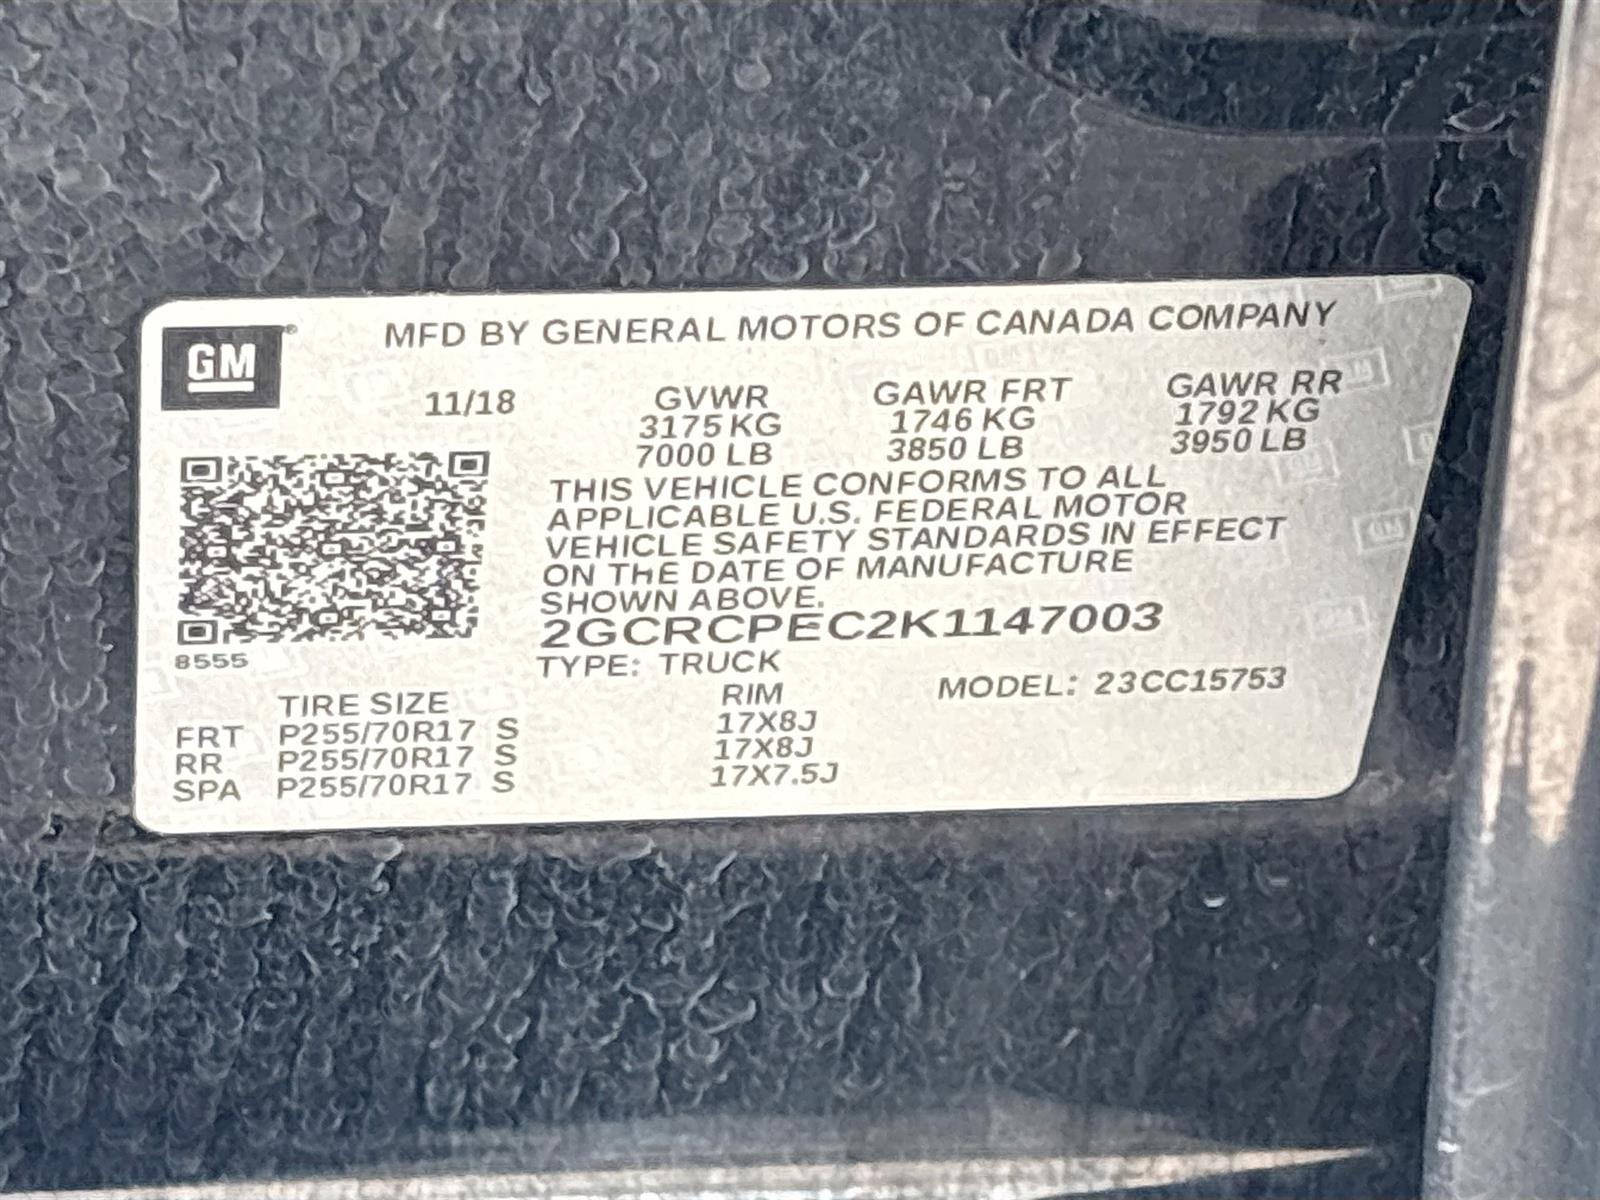 GM
MFD BY GENERAL MOTORS OF CANADA COMPANY
11/18 GVWR GAWR FRT GAWR RR
3175 KG 1746 KG 1792 KG
7000 LB 3850 LB 3950 LB
THIS VEHICLE CONFORMS TO ALL
APPLICABLE U.S. FEDERAL MOTOR
VEHICLE SAFETY STANDARDS IN EFFECT
ON THE DATE OF MANUFACTURE
SHOWN ABOVE.
2GCRCPEC2K1147003
8555
TYPE: TRUCK
MODEL: 23CC15753
TIRE SIZE RIM
FRT P255/70R17 S 17X8J
RR P255/70R17 S 17X8J
SPA P255/70R17 S 17X7.5J